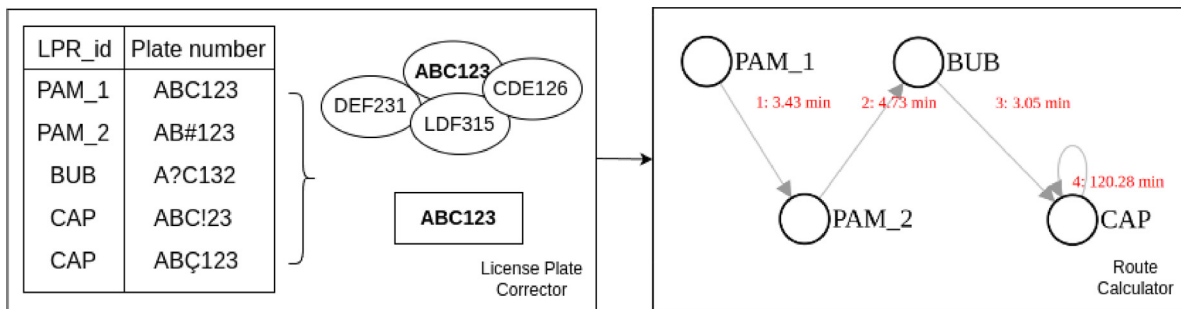 LPR_id Plate number
PAM_1 ABC123
PAM_2 AB#123
BUB A?C132
CAP ABC!23
CAP ABÇ123
ABC123
DEF231
CDE126
LDF315
ABC123
License Plate
Corrector
PAM_1
BUB
1: 3.43 min
2: 4.73 min
3: 3.05 min
4: 120.28 min
PAM_2
CAP
Route
Calculator